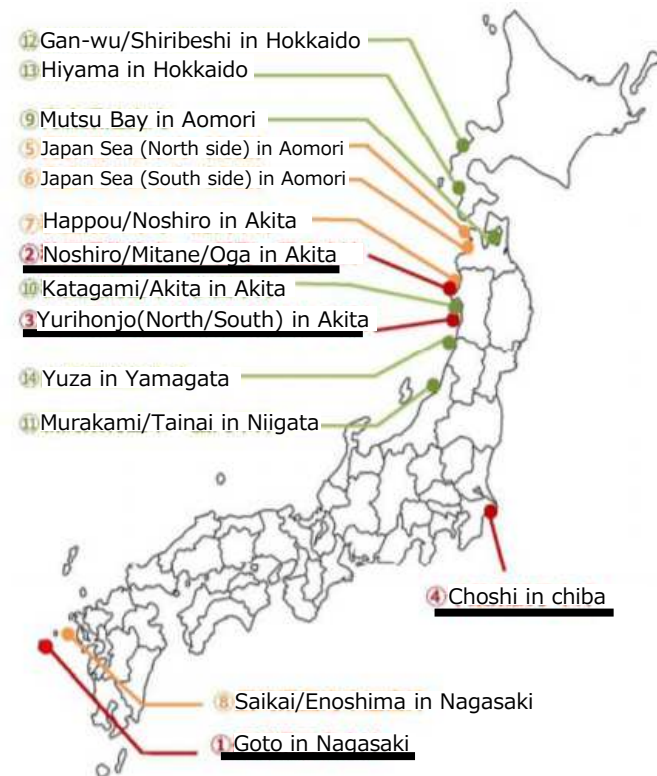 ⑫Gan-wu/Shiribeshi in Hokkaido
⑬Hiyama in Hokkaido
⑨Mutsu Bay in Aomori
⑤Japan Sea (North side) in Aomori
⑥Japan Sea (South side) in Aomori
⑦Happou/Noshiro in Akita
②Noshiro/Mitane/Oga in Akita
⑩Katagami/Akita in Akita
③Yurihonjo(North/South) in Akita
⑭Yuza in Yamagata
⑪Murakami/Tainai in Niigata
④Choshi in chiba
⑧Saikai/Enoshima in Nagasaki
①Goto in Nagasaki